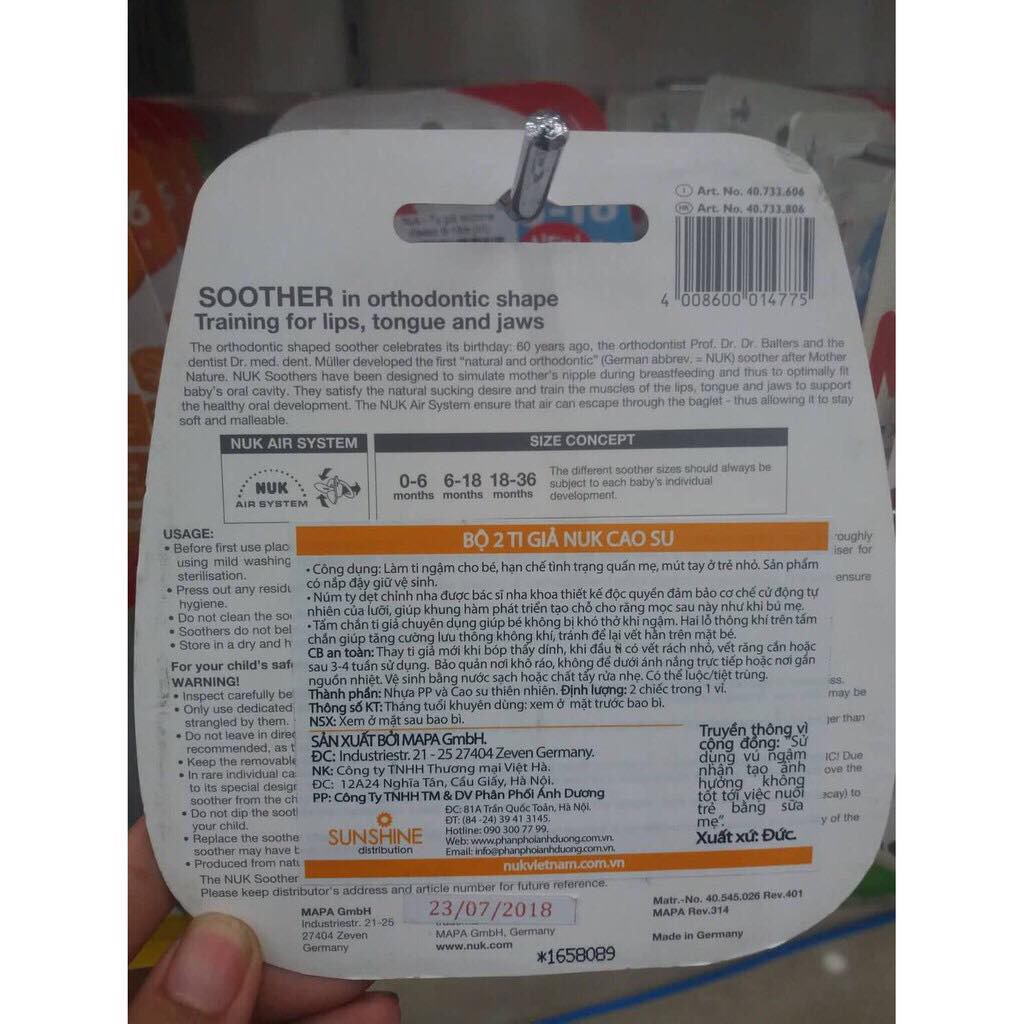 Art. No. 40.733.606
HK Art. No. 40.733.806
4 008600 014775
SOOTHER in orthodontic shape
Training for lips, tongue and jaws
The orthodontic shaped soother celebrates its birthday: 60 years ago, the orthodontist Prof. Dr. Dr. Balters and the
dentist Dr. med. dent. Müller developed the first "natural and orthodontic" (German abbrev. = NUK) soother after Mother
Nature. NUK Soothers have been designed to simulate mother's nipple during breastfeeding and thus to optimally fit
baby's oral cavity. They satisfy the natural sucking desire and train the muscles of the lips, tongue and jaws to support
the healthy oral development. The NUK Air System ensure that air can escape through the baglet - thus allowing it to stay
soft and malleable.
NUK AIR SYSTEM
SIZE CONCEPT
NUK
AIR SYSTEM
0-6 6-18 18-36
months months months
The different soother sizes should always be
subject to each baby's individual
development.
USAGE:
• Before first use plac
using mild washing
sterilisation.
• Press out any resid
hygiene.
• Do not clean the soo
• Soothers do not bel
• Store in a dry and h
For your child's safe
WARNING!
• Inspect carefully be
• Only use dedicated
strangled by them.
• Do not leave in direc
recommended, as t
• Keep the removable
• In rare individual ca
to its special design
soother from the ch
• Do not dip the sooth
your child.
• Replace the soothe
soother may have t
• Produced from natu
The NUK Soother
Please keep distributor's address and article number for future reference.
roughly
iser for
ensure
ss.
may be
ger than
IC! Due
ove the
ecay) to
y of the
BỘ 2 TI GIẢ NUK CAO SU
• Công dụng: Làm ti ngậm cho bé, hạn chế tình trạng quấn mẹ, mút tay ở trẻ nhỏ. Sản phẩm
có nắp đậy giữ vệ sinh.
• Núm ty dẹt chỉnh nha được bác sĩ nha khoa thiết kế độc quyền đảm bảo cơ chế cử động tự
nhiên của lưỡi, giúp khung hàm phát triển tạo chỗ cho răng mọc sau này như khi bú mẹ.
• Tấm chắn ti giả chuyên dụng giúp bé không bị khó thở khi ngậm. Hai lỗ thông khí trên tấm
chắn giúp tăng cường lưu thông không khí, tránh để lại vết hằn trên mặt bé.
CB an toàn: Thay ti giả mới khi bóp thấy dính, khi đầu ti có vết rách nhỏ, vết răng cắn hoặc
sau 3-4 tuần sử dụng. Bảo quản nơi khô ráo, không để dưới ánh nắng trực tiếp hoặc nơi gần
nguồn nhiệt. Vệ sinh bằng nước sạch hoặc chất tẩy rửa nhẹ. Có thể luộc/tiệt trùng.
Thành phần: Nhựa PP và Cao su thiên nhiên. Định lượng: 2 chiếc trong 1 vỉ.
Thông số KT: Tháng tuổi khuyên dùng: xem ở mặt trước bao bì.
NSX: Xem ở mặt sau bao bì.
SẢN XUẤT BỞI MAPA GmbH.
ĐC: Industriestr. 21 - 25 27404 Zeven Germany.
NK: Công ty TNHH Thương mại Việt Hà.
ĐC: 12A24 Nghĩa Tân, Cầu Giấy, Hà Nội.
PP: Công Ty TNHH TM & DV Phân Phối Ánh Dương
ĐC: 81A Trần Quốc Toản, Hà Nội.
ĐT: (84 -24) 39 41 3145.
Hotline: 090 300 77 99.
Web: www.phanphoianhduong.com.vn.
Email: info@phanphoianhduong.com.vn.
SUNSHINE
distribution
Truyền thông vì
cộng đồng: "Sử
dụng vú ngậm
nhân tạo ảnh
hưởng không
tốt tới việc nuôi
trẻ bằng sữa
mẹ".
Xuất xứ: Đức.
nukvietnam.com.vn
MAPA GmbH
Industriestr. 21-25
27404 Zeven
Germany
23/07/2018
MAPA GmbH, Germany
www.nuk.com
*1658089
Matr.-No. 40.545.026 Rev.401
MAPA Rev.314
Made in Germany